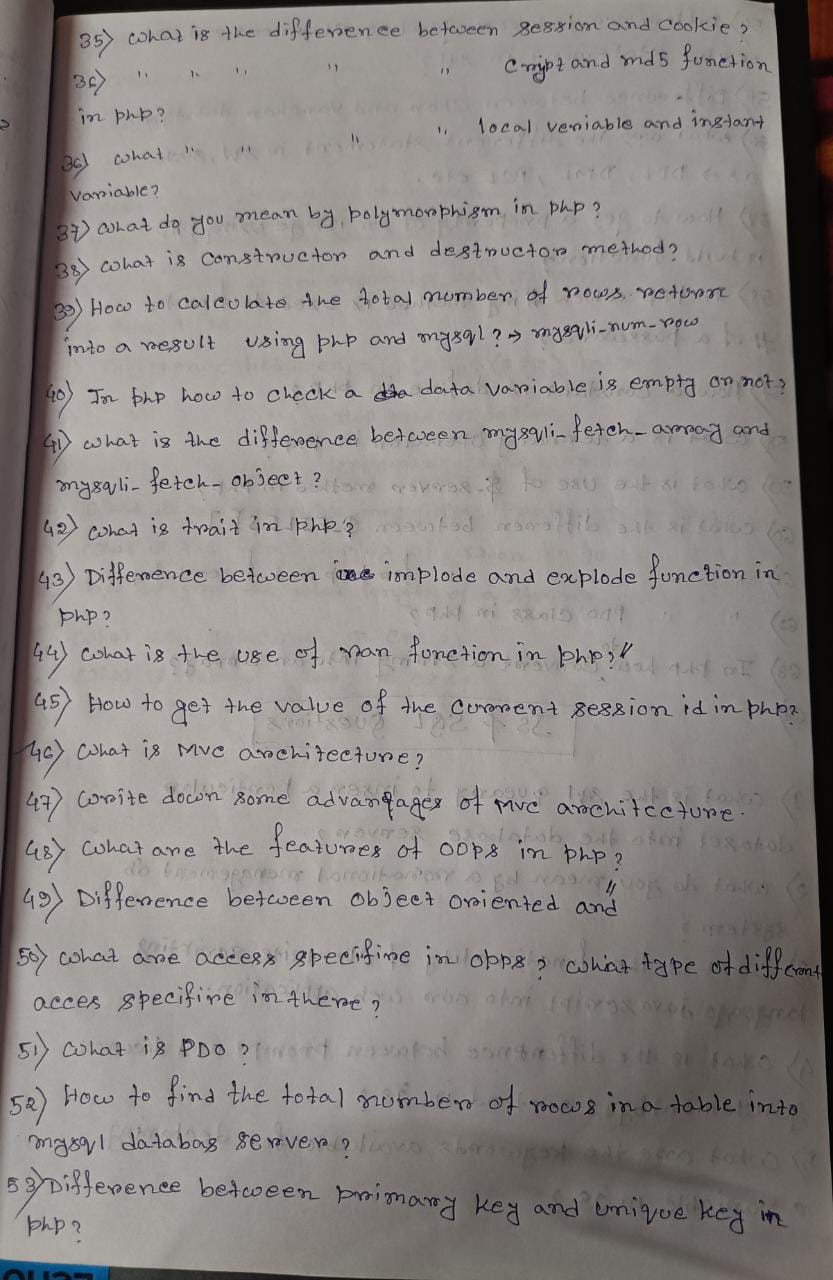 35) What is the difference between session and cookie?
36) " " " " " Crypt and md5 function
in php?
36) what " " " " local veriable and instant
variable?
37) What do you mean by polymorphism in php?
38) What is constructor and destructor method?
39) How to calculate the total number of rows return
into a result using php and mysql? → mysqli-num-row
40) In php how to check a data variable is empty or not?
41) What is the difference between mysqli-fetch-array and
mysqli-fetch-object?
42) What is trait in php?
43) Difference between implode and explode function in
php?
44) What is the use of ran function in php?
45) How to get the value of the current session id in php?
46) What is MVC architecture?
47) Write down some advantages of MVC architecture.
48) What are the features of OOPs in php?
49) Difference between object oriented and "
50) What are access specifire in opps? What type of different
acces specifire in there?
51) What is PDO?
52) How to find the total number of rows in a table into
mysql databas server?
53) Difference between primary key and unique key in
php?